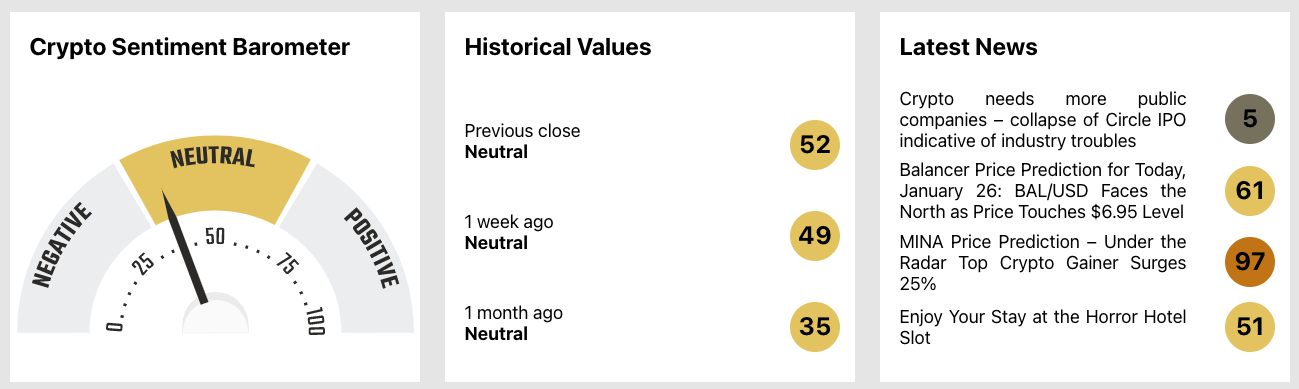 Crypto Sentiment Barometer
NEGATIVE
NEUTRAL
POSITIVE
0
25
50
75
100
Historical Values
Previous close
Neutral
52
1 week ago
Neutral
49
1 month ago
Neutral
35
Latest News
Crypto needs more public
companies – collapse of Circle IPO
indicative of industry troubles
5
Balancer Price Prediction for Today,
January 26: BAL/USD Faces the
North as Price Touches $6.95 Level
61
MINA Price Prediction – Under the
Radar Top Crypto Gainer Surges
25%
97
Enjoy Your Stay at the Horror Hotel
Slot
51